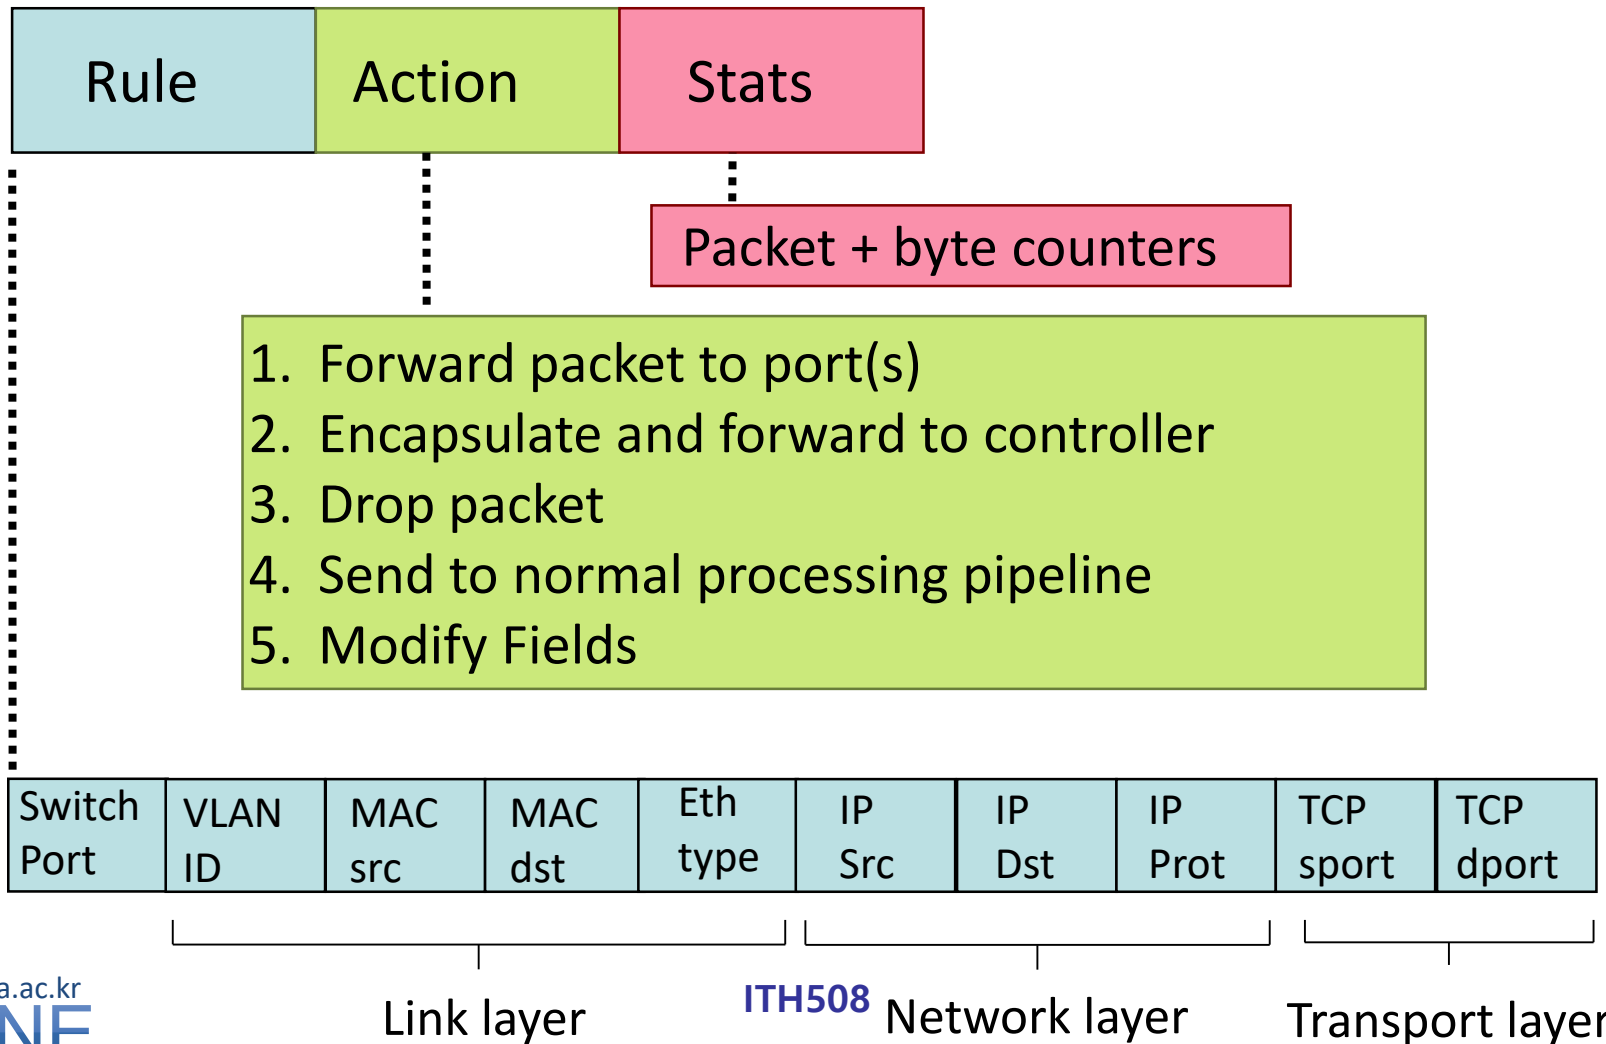 Rule Action Stats
Packet + byte counters
1. Forward packet to port(s)
2. Encapsulate and forward to controller
3. Drop packet
4. Send to normal processing pipeline
5. Modify Fields
Switch Port
VLAN ID
MAC src
MAC dst
Eth type
IP Src
IP Dst
IP Prot
TCP sport
TCP dport
a.ac.kr
NE
Link layer
ITH508
Network layer
Transport layer